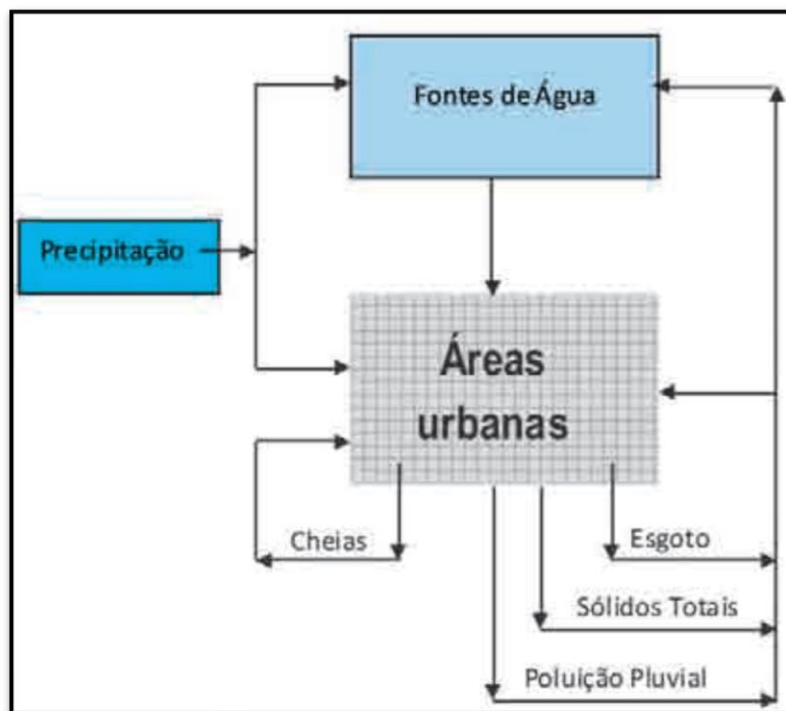 Fontes de Água
Precipitação
Áreas
urbanas
Cheias
Esgoto
Sólidos Totais
Poluição Pluvial